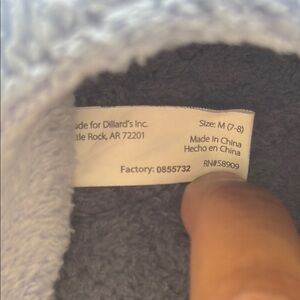 ade for Dillard's Inc.
tle Rock, AR 72201
Size: M (7-8)
Made in China
Hecho en China
Factory: 0855732
RN#58909